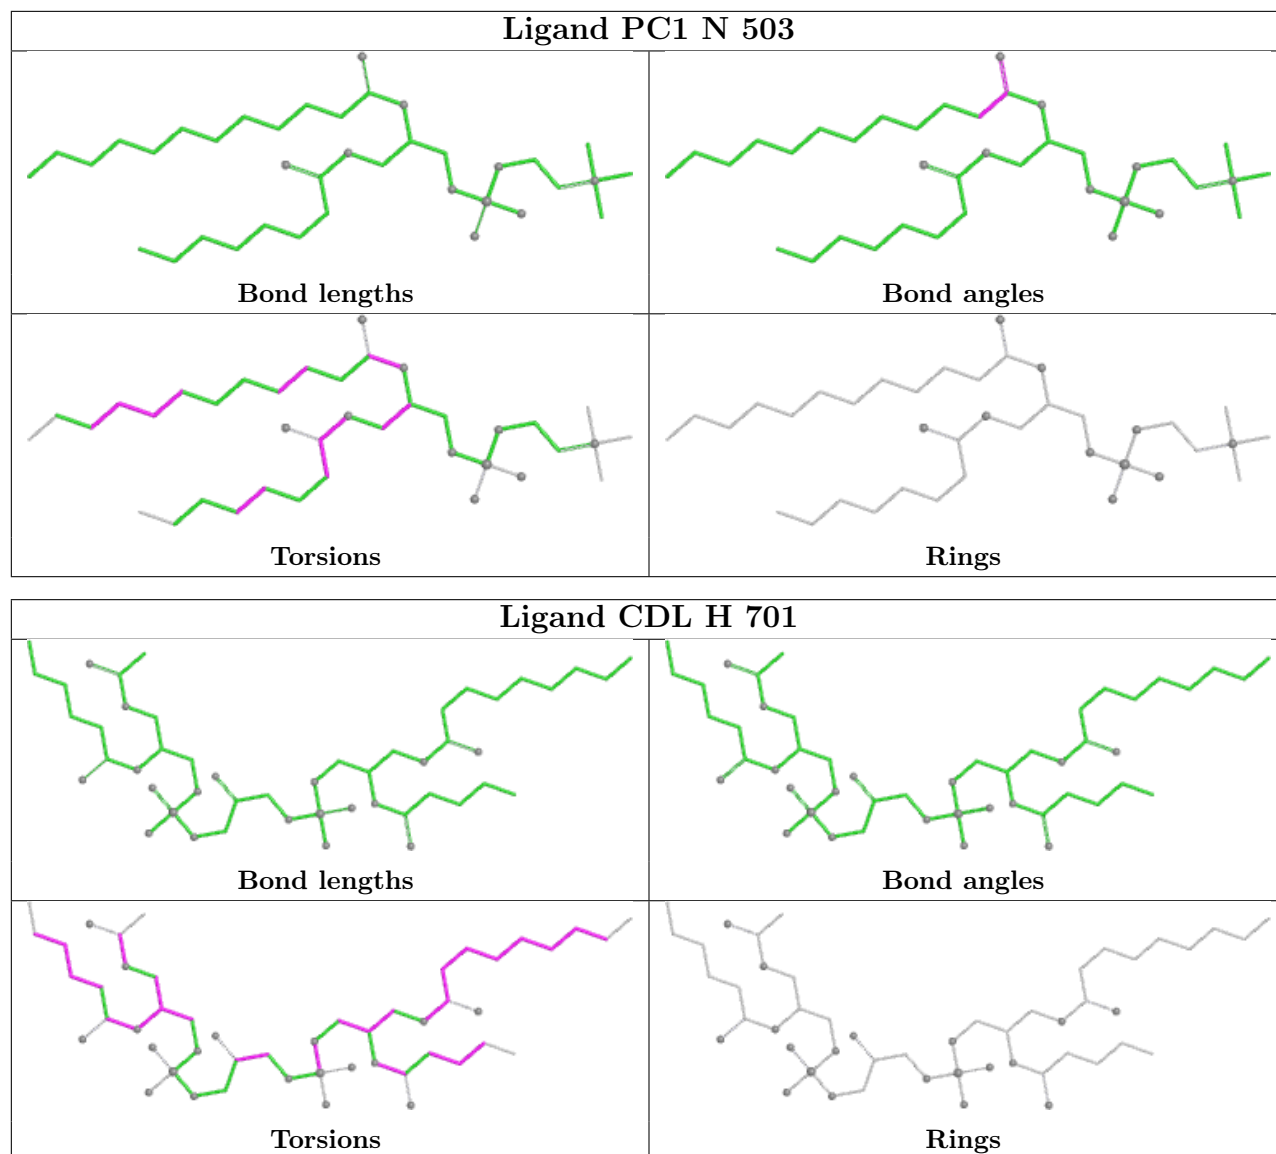 Ligand PC1 N 503
Bond lengths
Bond angles
Torsions
Rings
Ligand CDL H 701
Bond lengths
Bond angles
Torsions
Rings